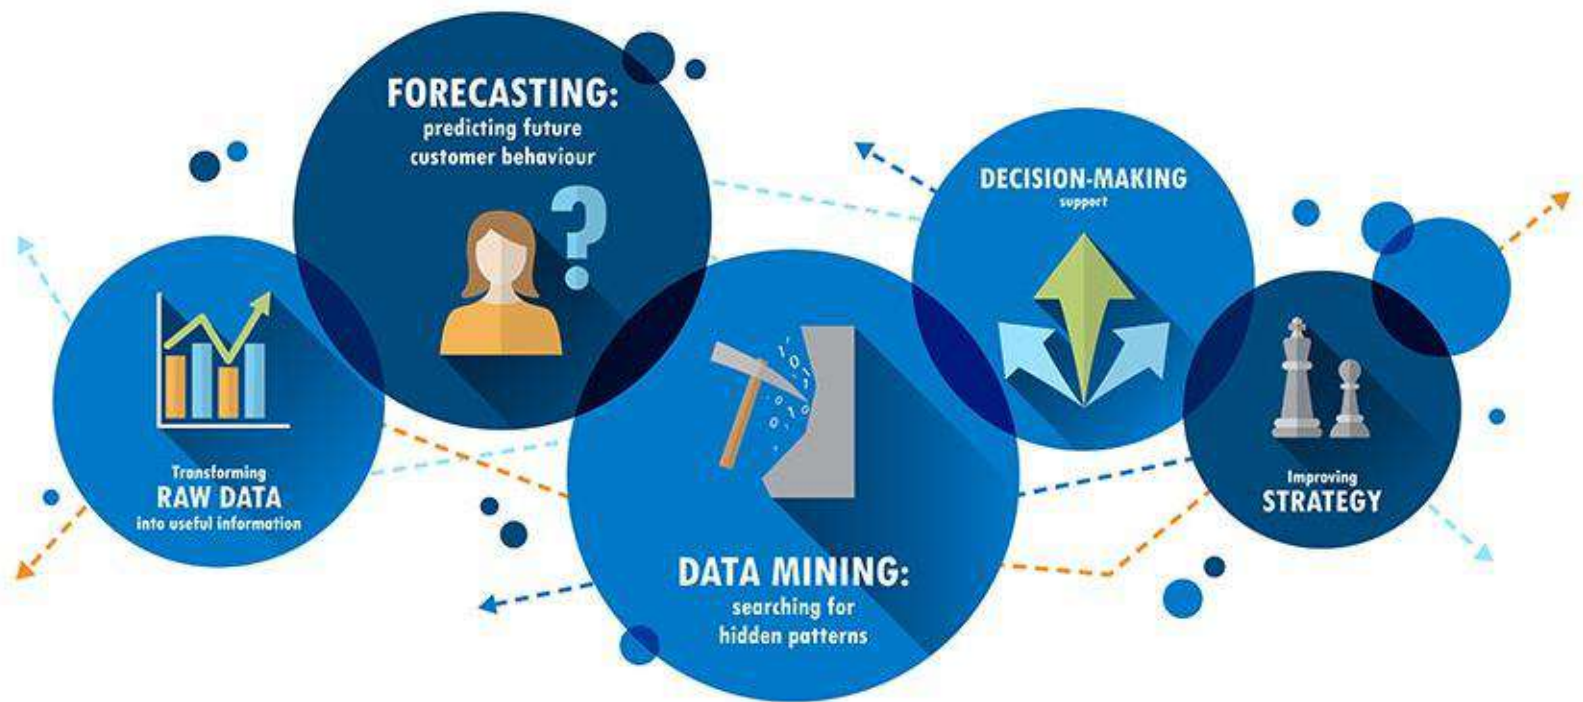 FORECASTING:
predicting future
customer behaviour
DECISION-MAKING
support
Transforming
RAW DATA
into useful information
DATA MINING:
searching for
hidden patterns
Improving
STRATEGY